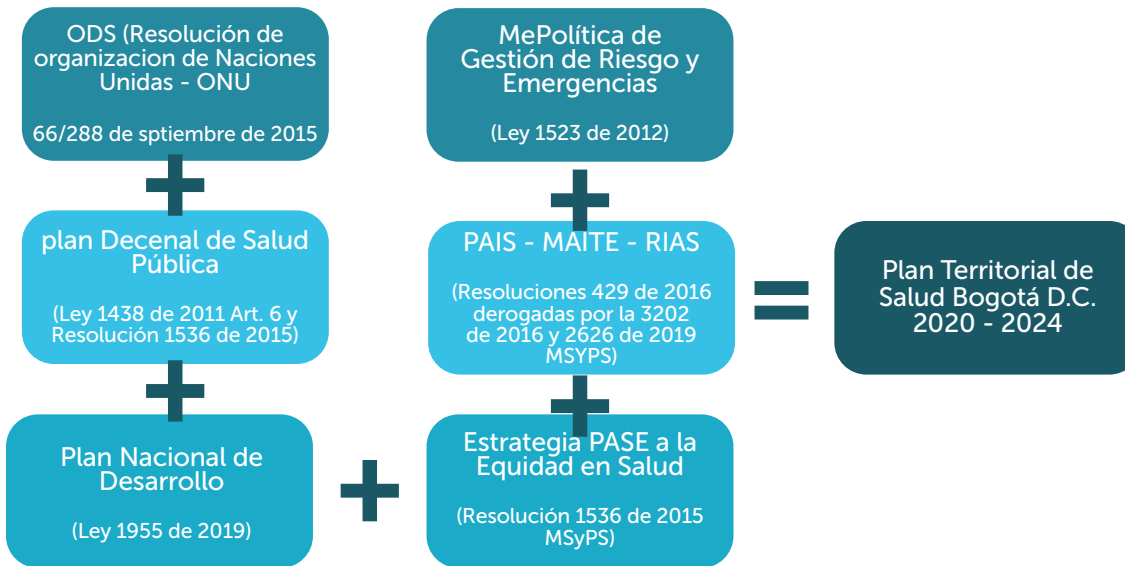 ODS (Resolución de
organizacion de Naciones
Unidas - ONU
66/288 de sptiembre de 2015
plan Decenal de Salud
Pública
(Ley 1438 de 2011 Art. 6 y
Resolución 1536 de 2015)
Plan Nacional de
Desarrollo
(Ley 1955 de 2019)
MePolítica de
Gestión de Riesgo y
Emergencias
(Ley 1523 de 2012)
PAIS - MAITE - RIAS
(Resoluciones 429 de 2016
derogadas por la 3202
de 2016 y 2626 de 2019
MSYPS)
Estrategia PASE a la
Equidad en Salud
(Resolución 1536 de 2015
MSyPS)
Plan Territorial de
Salud Bogotá D.C.
2020 - 2024